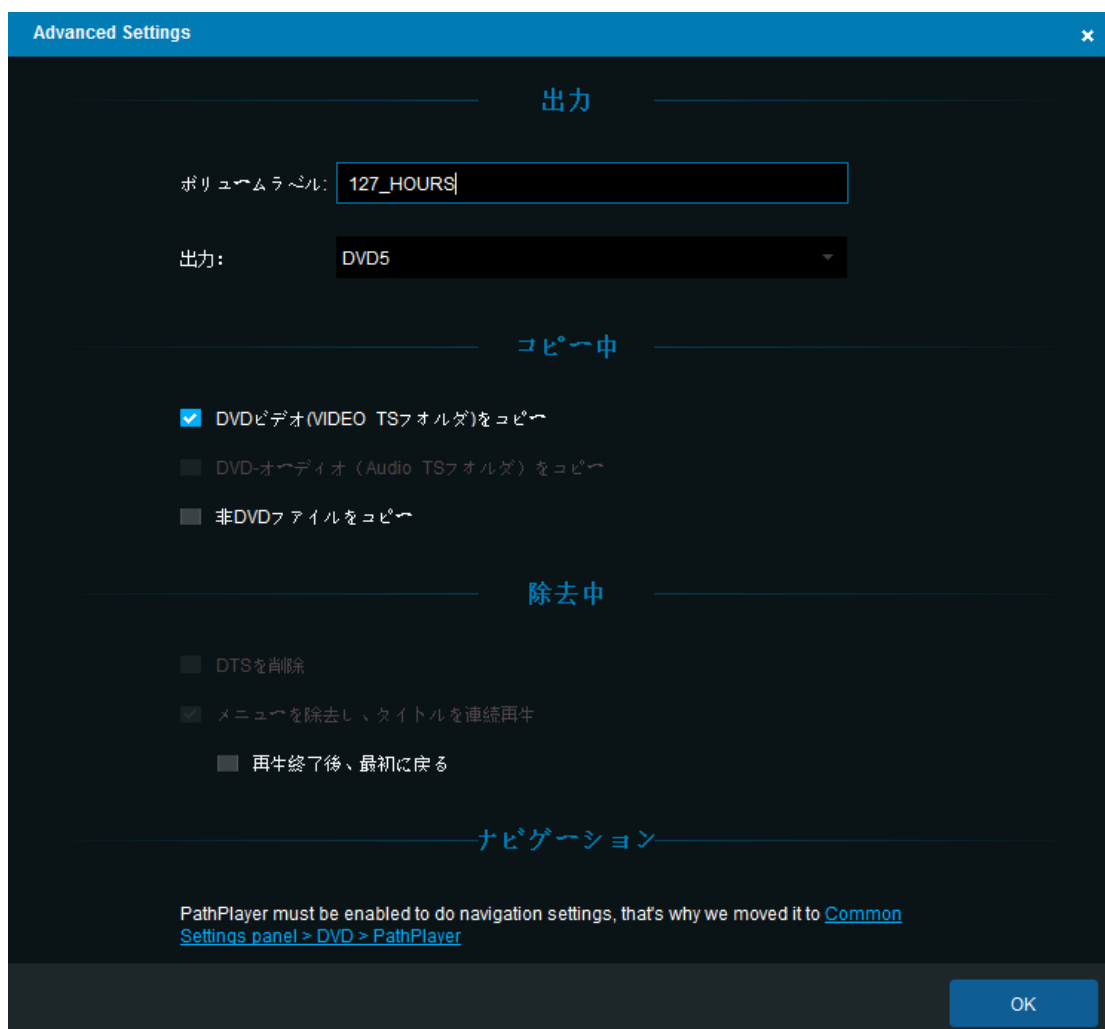 Advanced Settings
出力
ボリュームラベル: 127_HOURS
出力: DVD5
コピー中
DVDビデオ(VIDEO TSフォルダ)をコピー
DVD-オーディオ（Audio TSフォルダ）をコピー
非DVDファイルをコピー
除去中
DTSを削除
メニューを除去し、タイトルを連続再生
再生終了後、最初に戻る
ナビゲーション
PathPlayer must be enabled to do navigation settings, that's why we moved it to Common
Settings panel > DVD > PathPlayer
OK